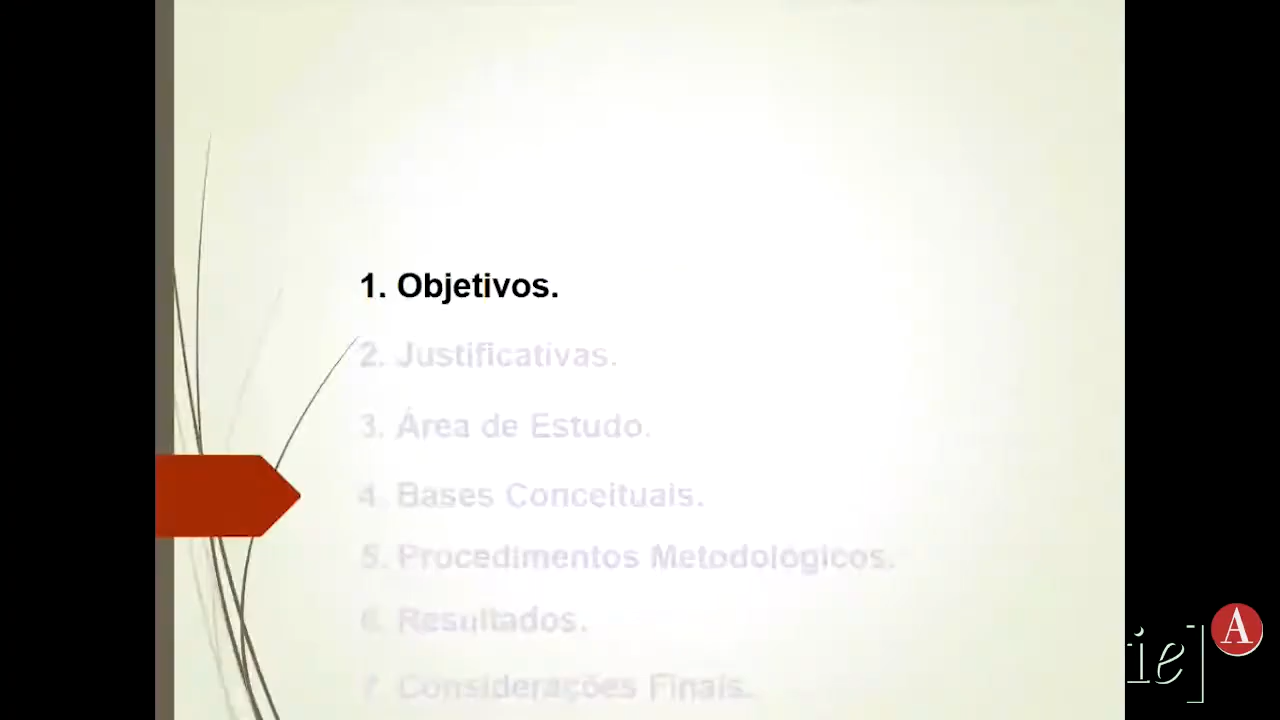 1. Objetivos.
2. Justificativas.
3. Área de Estudo.
4. Bases Conceituais.
5. Procedimentos Metodológicos.
6. Resultados.
7. Considerações Finais.
ie]
A